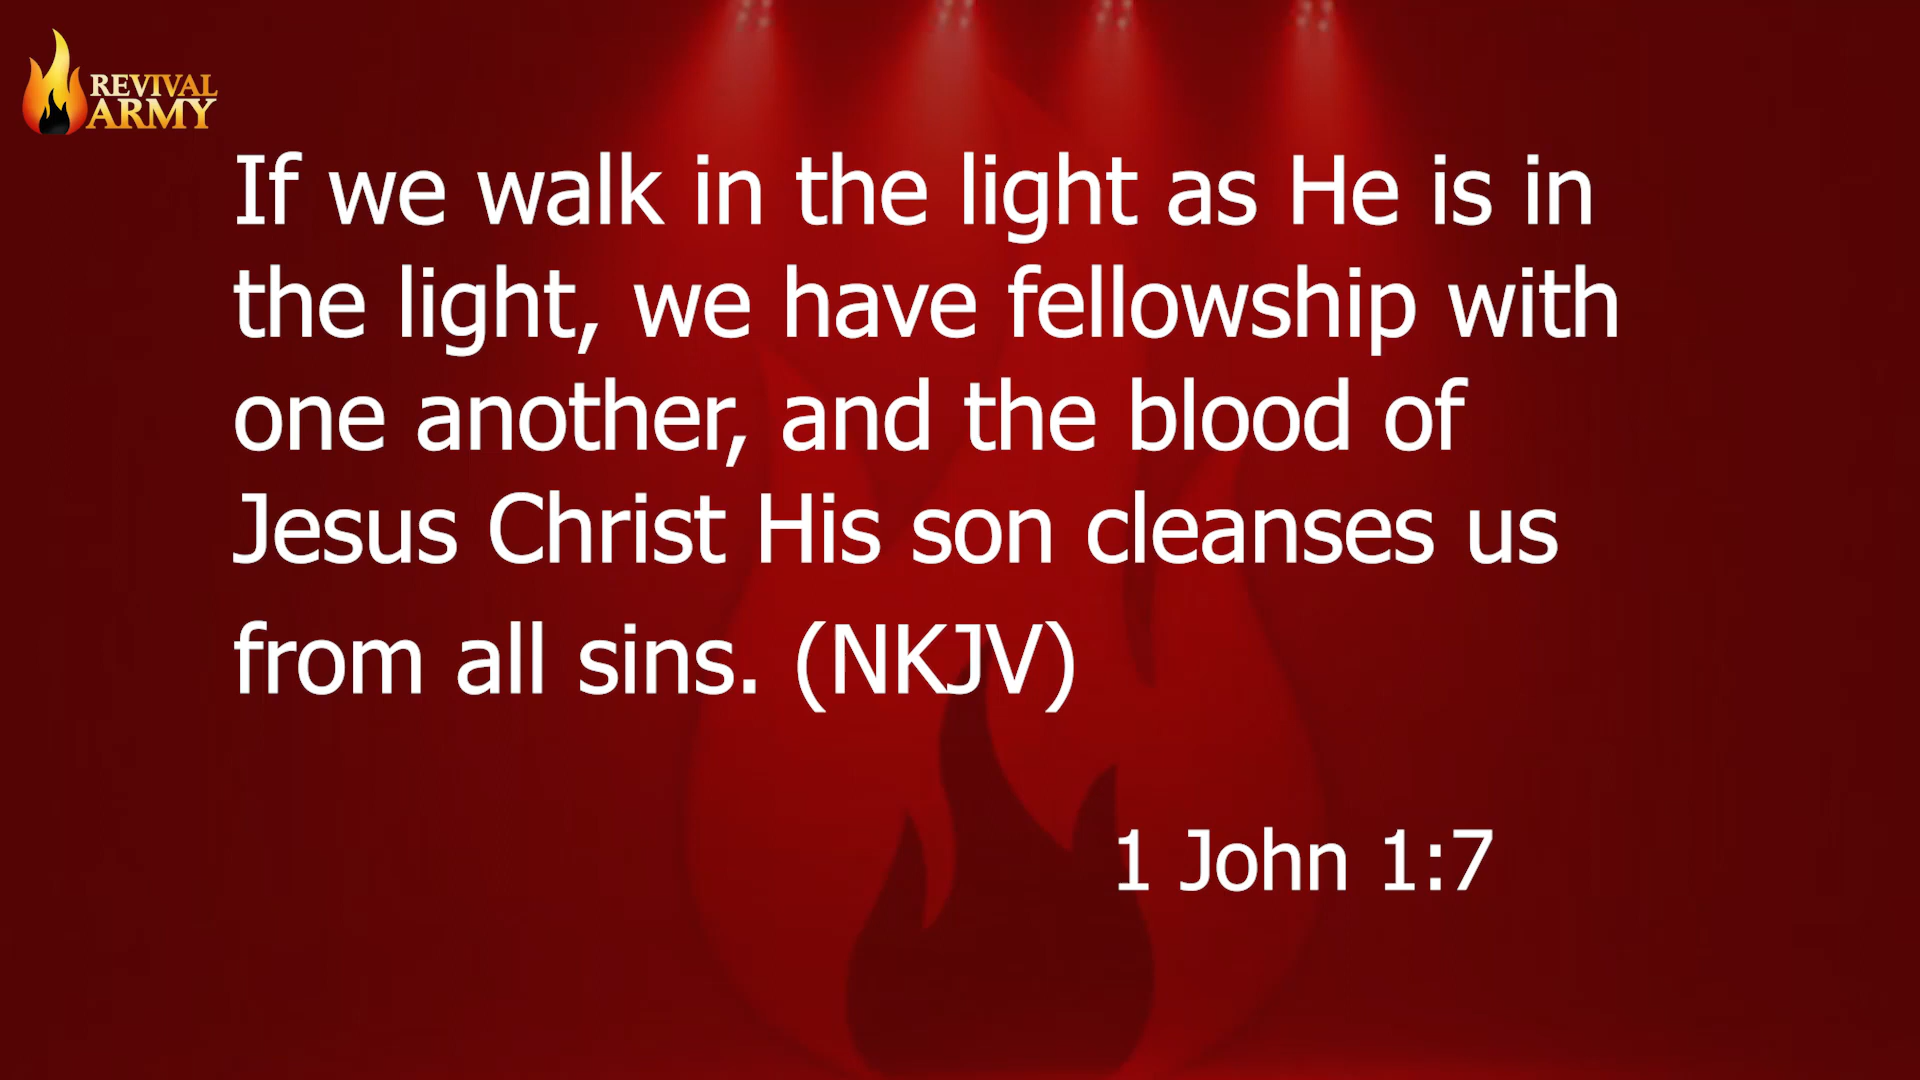 REVIVAL
ARMY
If we walk in the light as He is in
the light, we have fellowship with
one another, and the blood of
Jesus Christ His son cleanses us
from all sins. (NKJV)
1 John 1:7